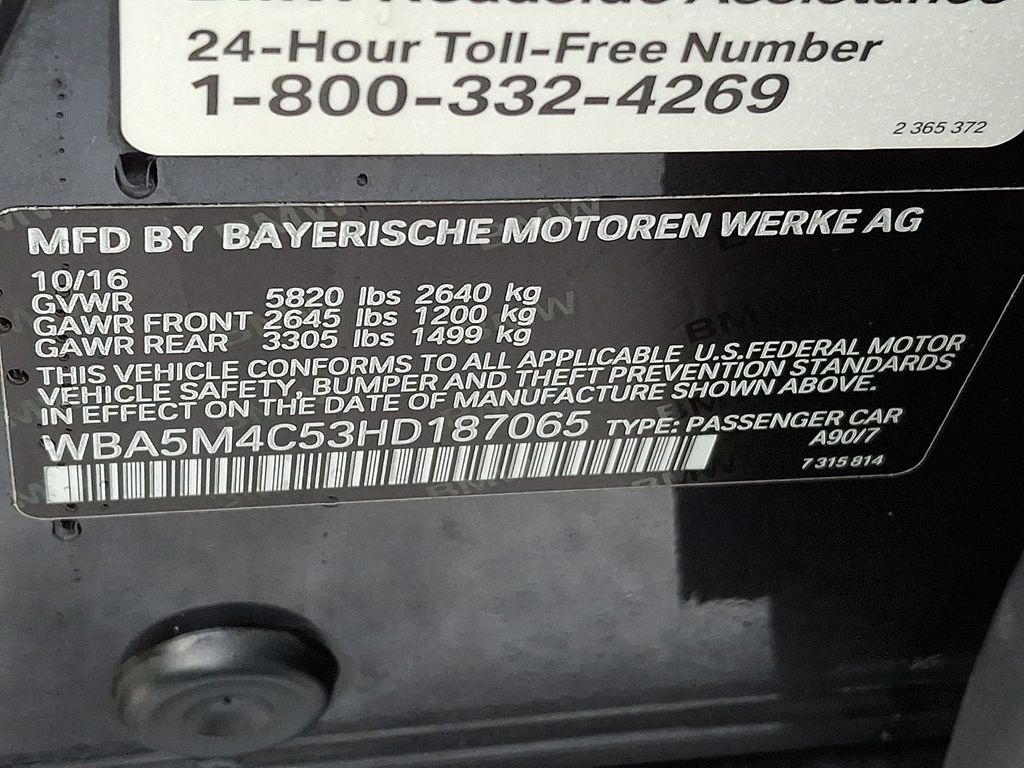 BMW Roadside Assistance
24-Hour Toll-Free Number
1-800-332-4269
2 365 372
MFD BY BAYERISCHE MOTOREN WERKE AG
10/16
GVWR 5820 lbs 2640 kg
GAWR FRONT 2645 lbs 1200 kg
GAWR REAR 3305 lbs 1499 kg
THIS VEHICLE CONFORMS TO ALL APPLICABLE U.S.FEDERAL MOTOR
VEHICLE SAFETY, BUMPER AND THEFT PREVENTION STANDARDS
IN EFFECT ON THE DATE OF MANUFACTURE SHOWN ABOVE.
WBA5M4C53HD187065 TYPE: PASSENGER CAR
A90/7
7 315 814